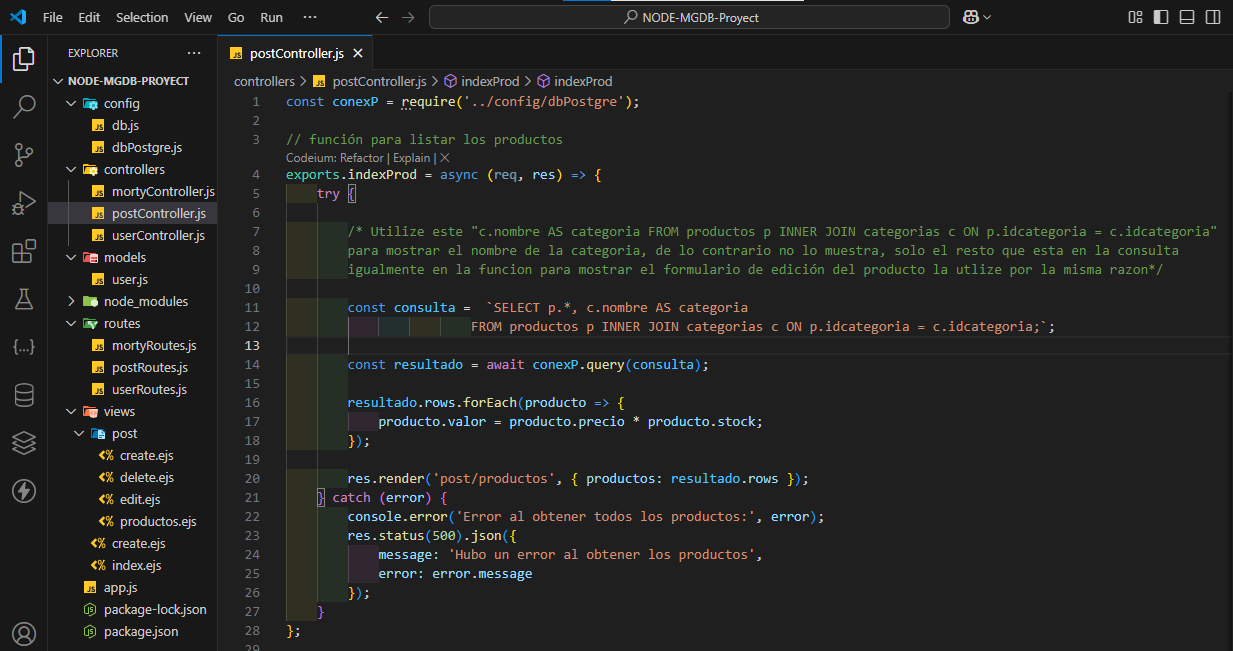 File Edit Selection View Go Run ··· ← → NODE-MGDB-Proyect
EXPLORER ···
NODE-MGDB-PROYECT
config
db.js
dbPostgre.js
controllers
mortyController.js
postController.js
userController.js
models
user.js
node_modules
routes
mortyRoutes.js
postRoutes.js
userRoutes.js
views
post
create.ejs
delete.ejs
edit.ejs
productos.ejs
create.ejs
index.ejs
app.js
package-lock.json
package.json
JS postController.js ×
controllers > JS postController.js > indexProd > indexProd
1 const conexP = require('../config/dbPostgre');
2
3 // función para listar los productos
Codeium: Refactor | Explain | ×
4 exports.indexProd = async (req, res) => {
5 try {
6
7 /* Utilize este "c.nombre AS categoria FROM productos p INNER JOIN categorias c ON p.idcategoria = c.idcategoria"
8 para mostrar el nombre de la categoria, de lo contrario no lo muestra, solo el resto que esta en la consulta
9 igualmente en la funcion para mostrar el formulario de edición del producto la utlize por la misma razon*/
10
11 const consulta = `SELECT p.*, c.nombre AS categoria
12 FROM productos p INNER JOIN categorias c ON p.idcategoria = c.idcategoria;`;
13
14 const resultado = await conexP.query(consulta);
15
16 resultado.rows.forEach(producto => {
17 producto.valor = producto.precio * producto.stock;
18 });
19
20 res.render('post/productos', { productos: resultado.rows });
21 } catch (error) {
22 console.error('Error al obtener todos los productos:', error);
23 res.status(500).json({
24 message: 'Hubo un error al obtener los productos',
25 error: error.message
26 });
27 }
28 };
29